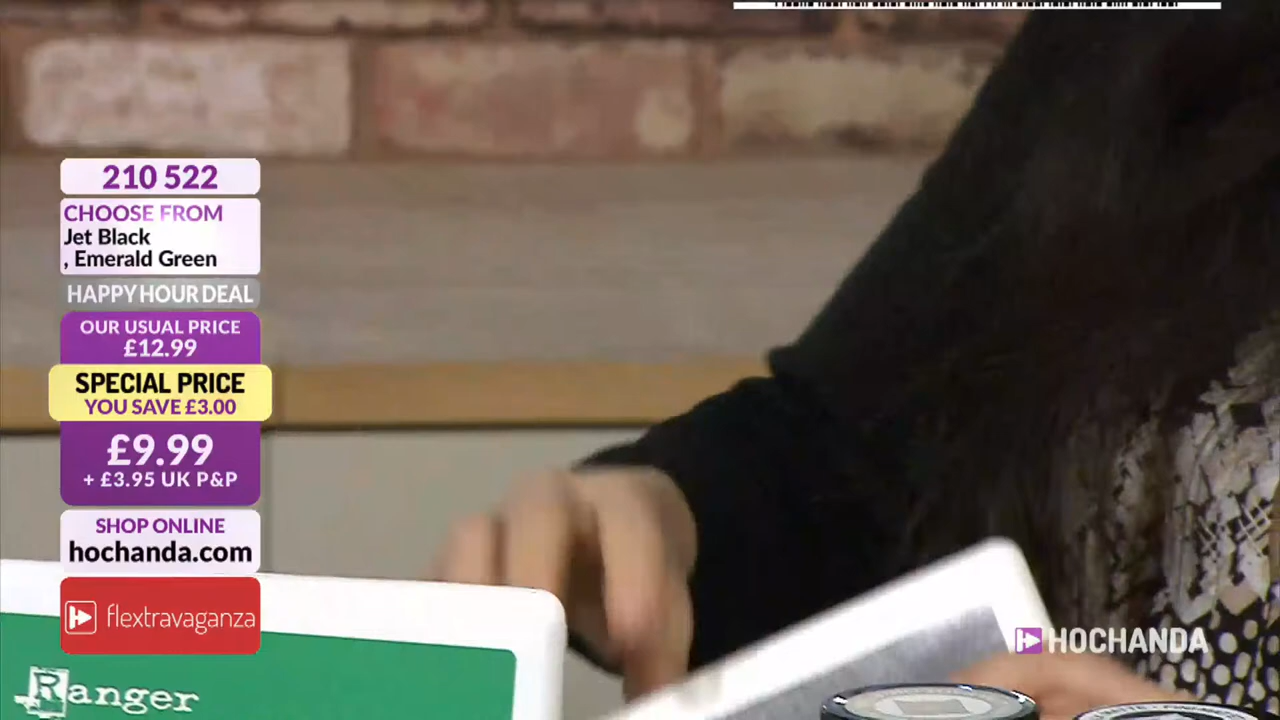 210 522
CHOOSE FROM
Jet Black
, Emerald Green
HAPPY HOUR DEAL
OUR USUAL PRICE
£12.99
SPECIAL PRICE
YOU SAVE £3.00
£9.99
+ £3.95 UK P&P
SHOP ONLINE
hochanda.com
flextravaganza
Ranger
HOCHANDA